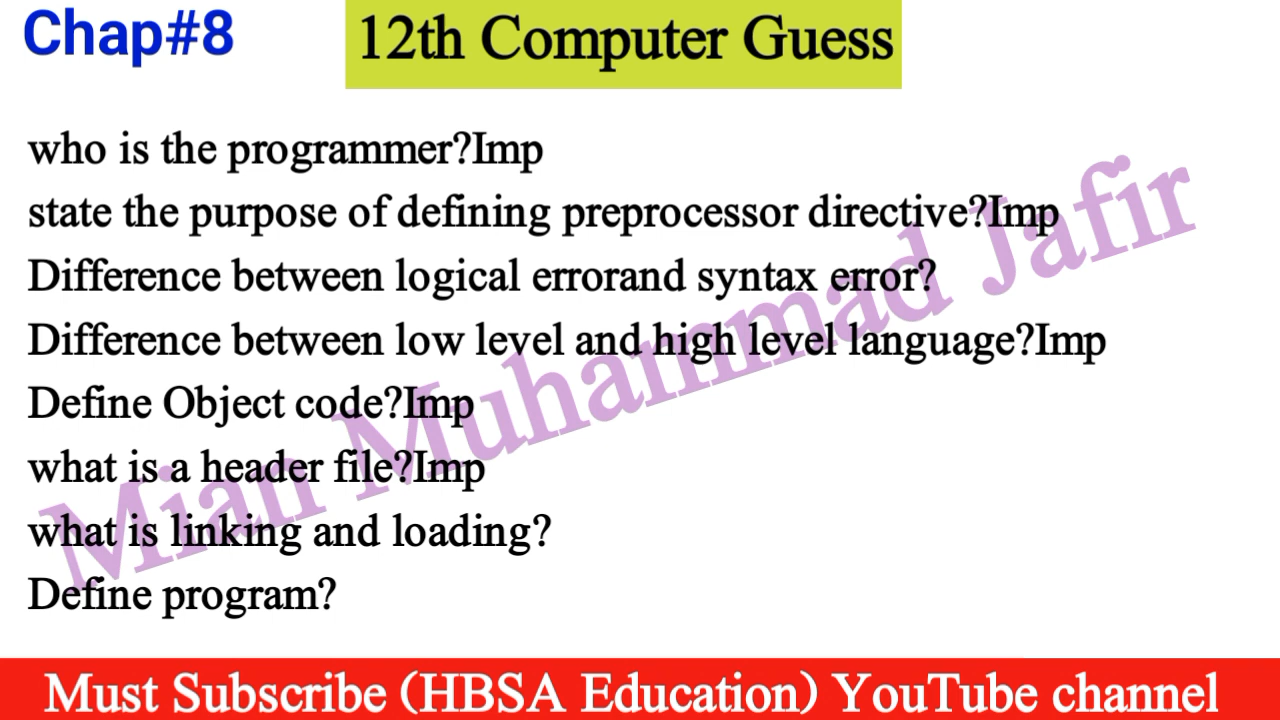 Chap#8
12th Computer Guess
who is the programmer?Imp
state the purpose of defining preprocessor directive?Imp
Difference between logical errorand syntax error?
Difference between low level and high level language?Imp
Define Object code?Imp
what is a header file?Imp
what is linking and loading?
Define program?
Mian Muhammad Jafir
Must Subscribe (HBSA Education) YouTube channel